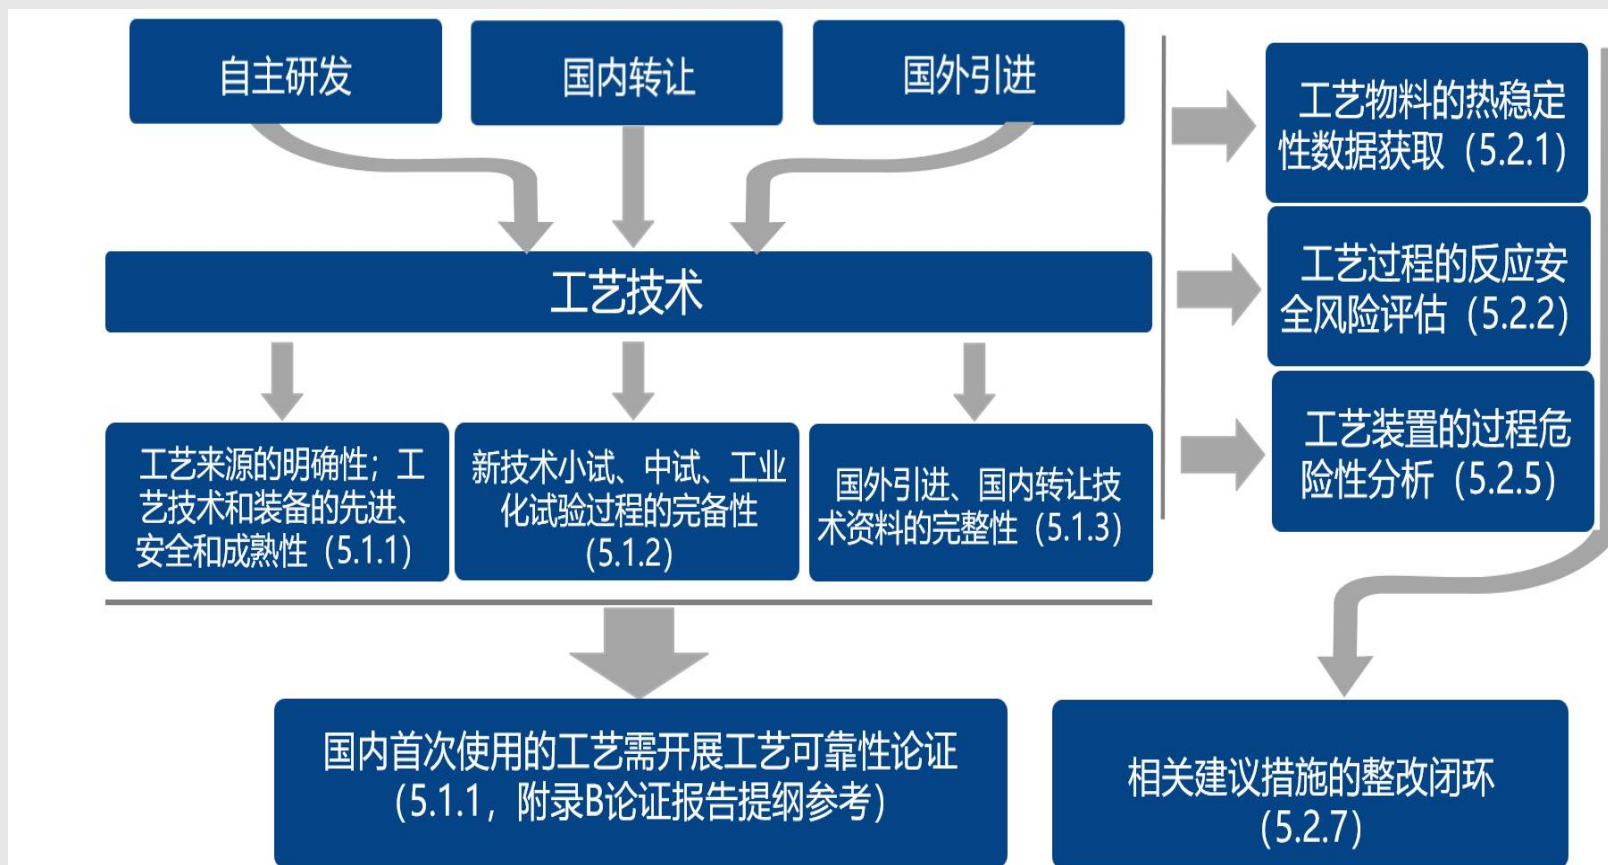 自主研发
国内转让
国外引进
工艺技术
工艺来源的明确性；工
艺技术和装备的先进、
安全和成熟性（5.1.1）
新技术小试、中试、工业
化试验过程的完备性
（5.1.2）
国外引进、国内转让技
术资料的完整性（5.1.3）
国内首次使用的工艺需开展工艺可靠性论证
（5.1.1，附录B论证报告提纲参考）
工艺物料的热稳定
性数据获取（5.2.1）
工艺过程的反应安
全风险评估（5.2.2）
工艺装置的过程危
险性分析（5.2.5）
相关建议措施的整改闭环
（5.2.7）